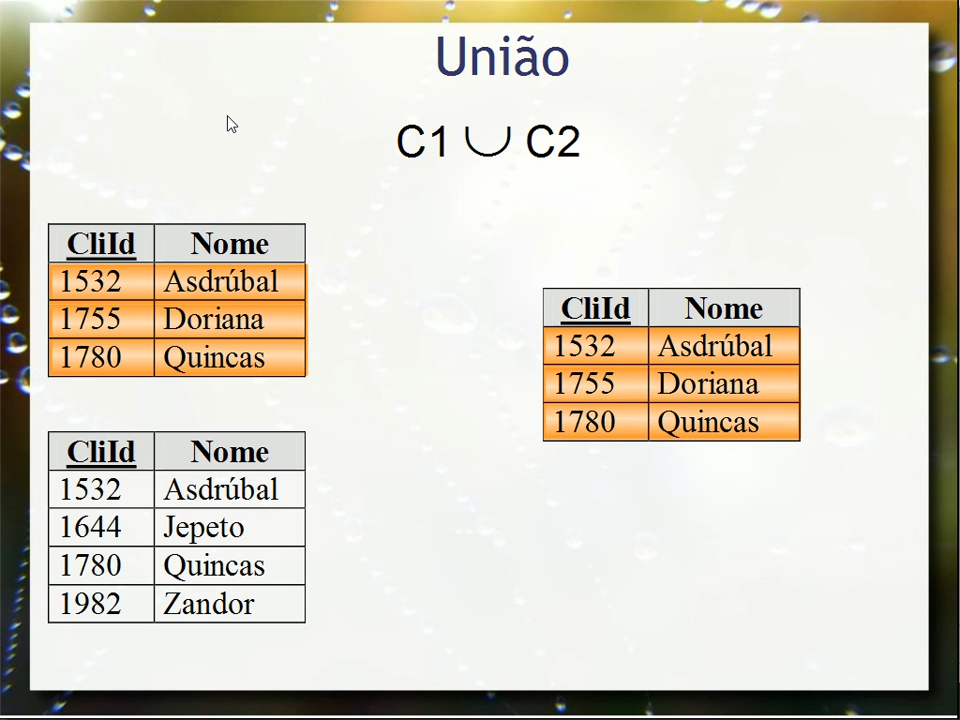 União
C1 ∪ C2
CliId Nome
1532 Asdrúbal
1755 Doriana
1780 Quincas
CliId Nome
1532 Asdrúbal
1644 Jepeto
1780 Quincas
1982 Zandor
CliId Nome
1532 Asdrúbal
1755 Doriana
1780 Quincas